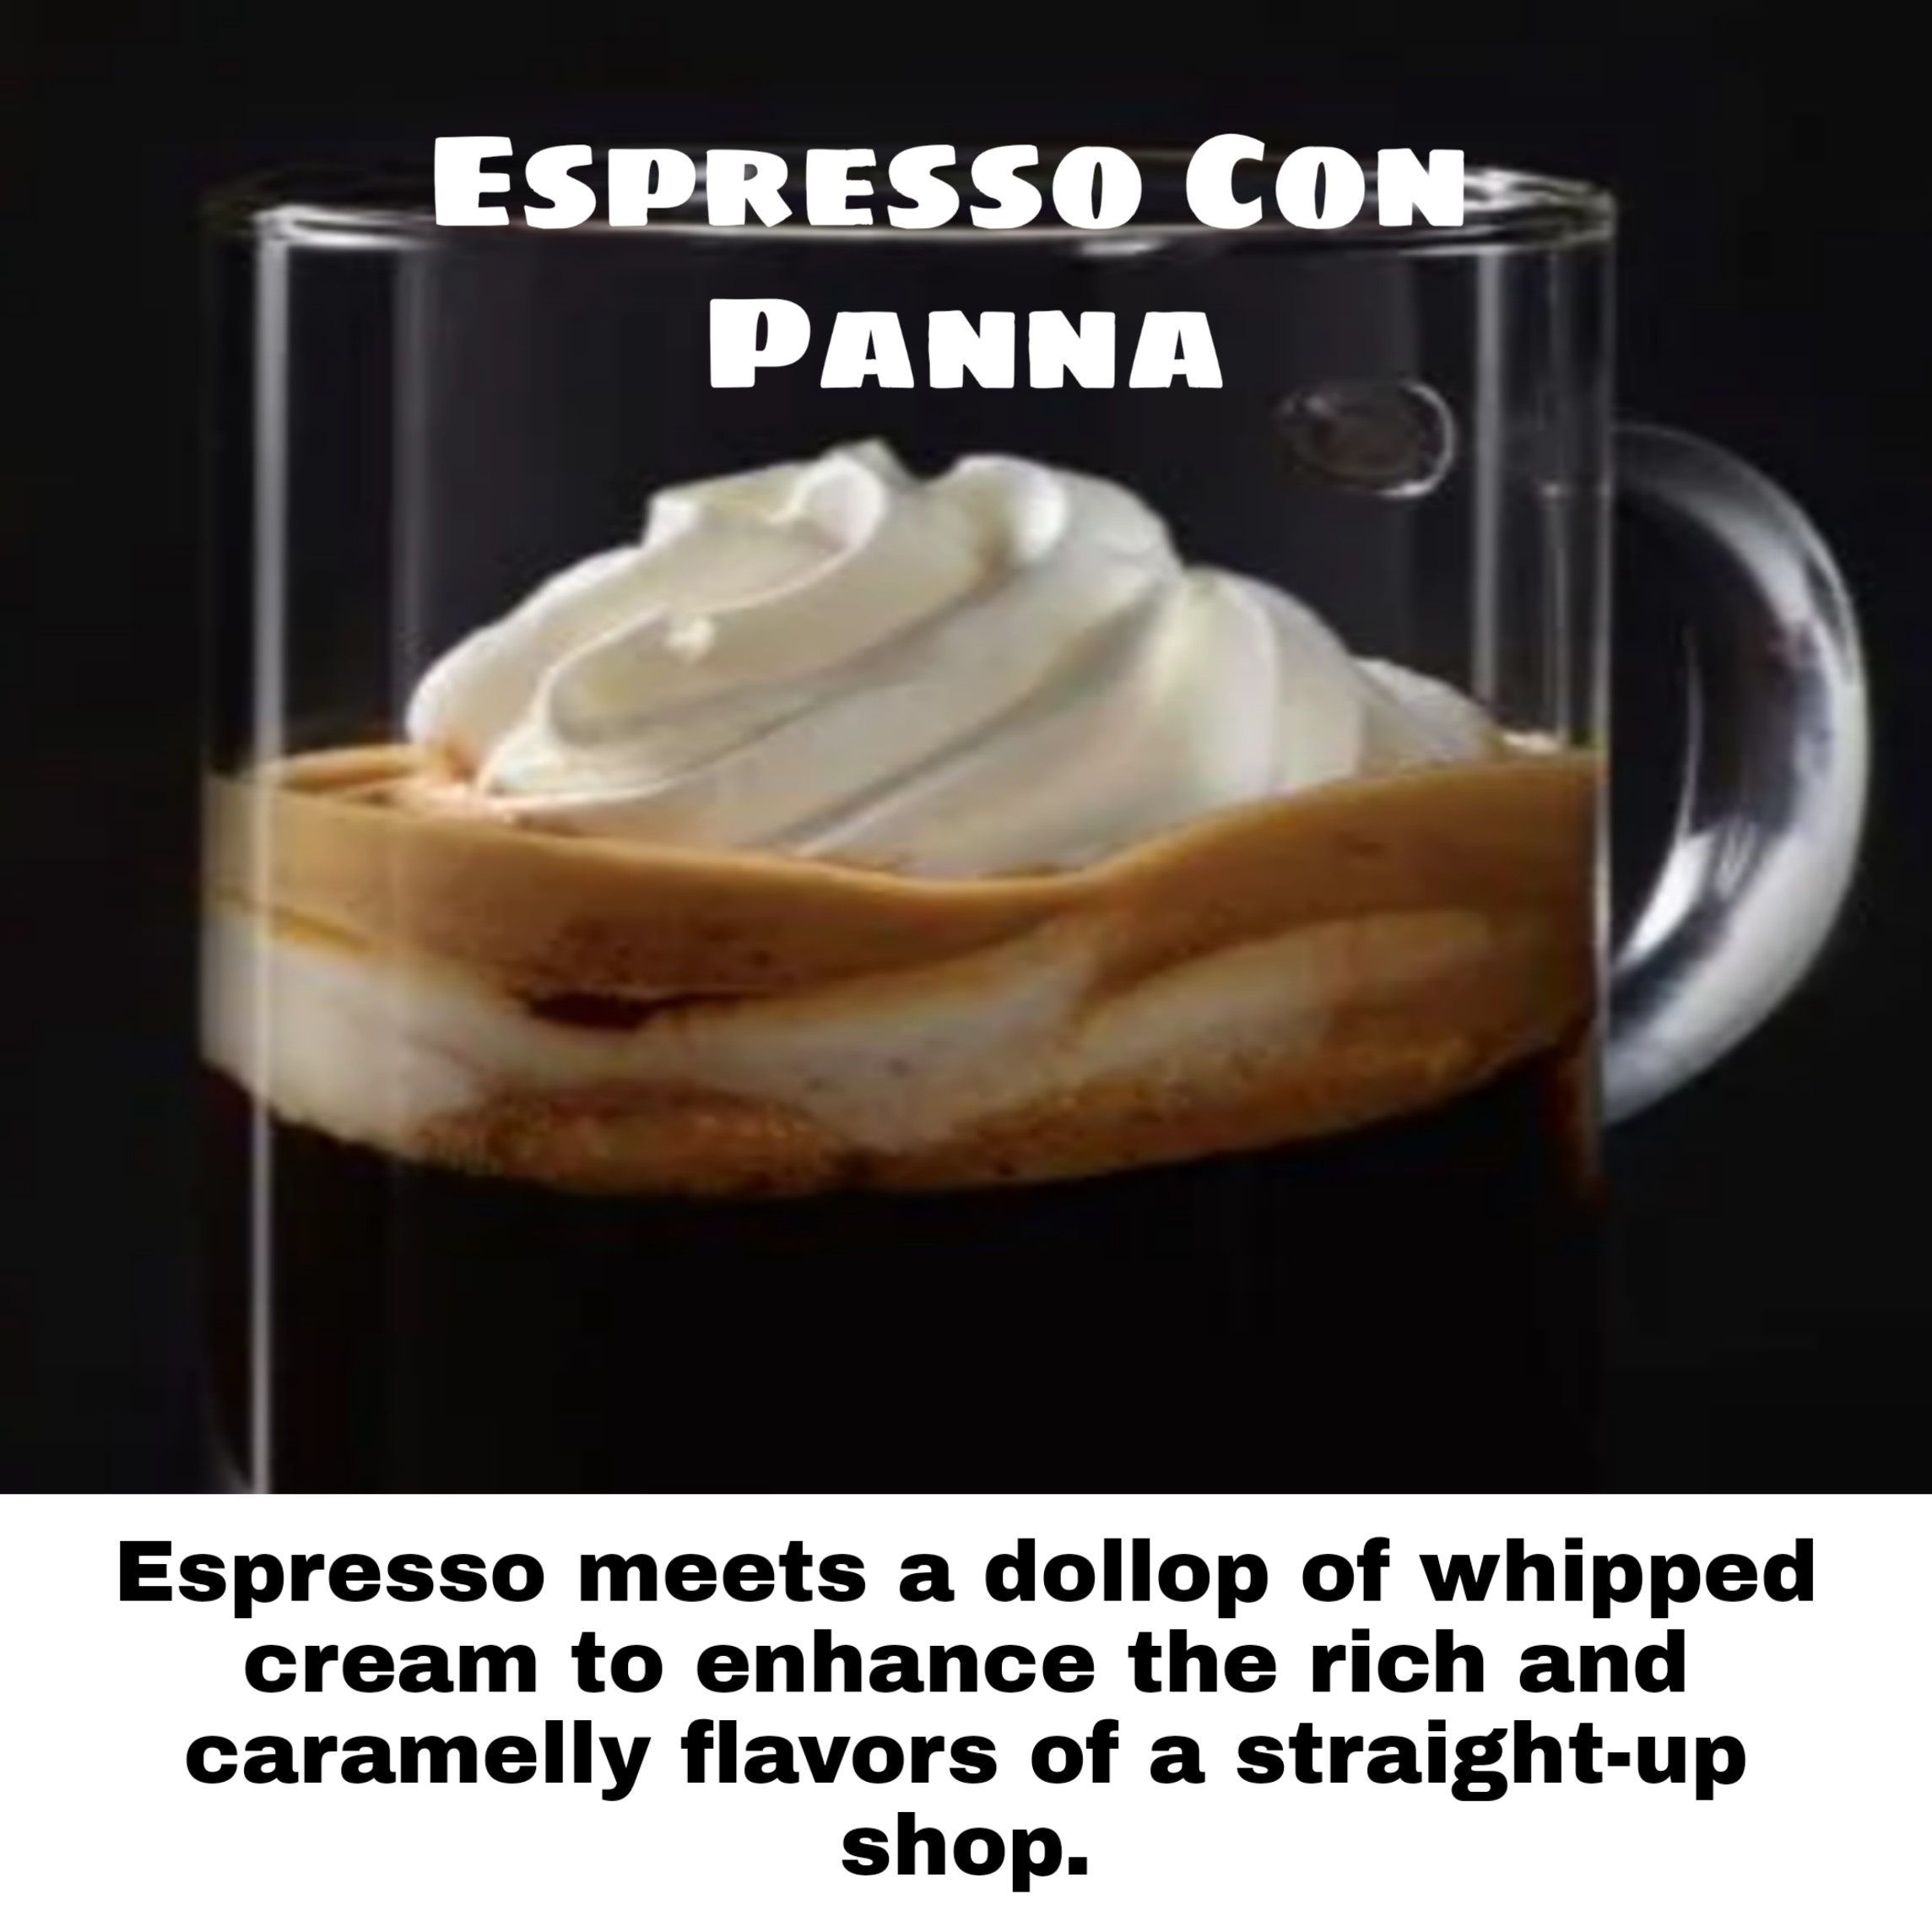 Espresso Con
Panna
Espresso meets a dollop of whipped
cream to enhance the rich and
caramelly flavors of a straight-up
shop.